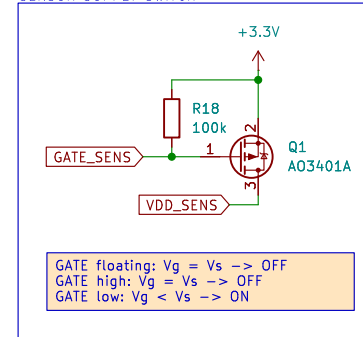 +3.3V
R18
100k
GATE_SENS
1
2
Q1
AO3401A
3
VDD_SENS
GATE floating: Vg = Vs -> OFF
GATE high: Vg = Vs -> OFF
GATE low: Vg < Vs -> ON